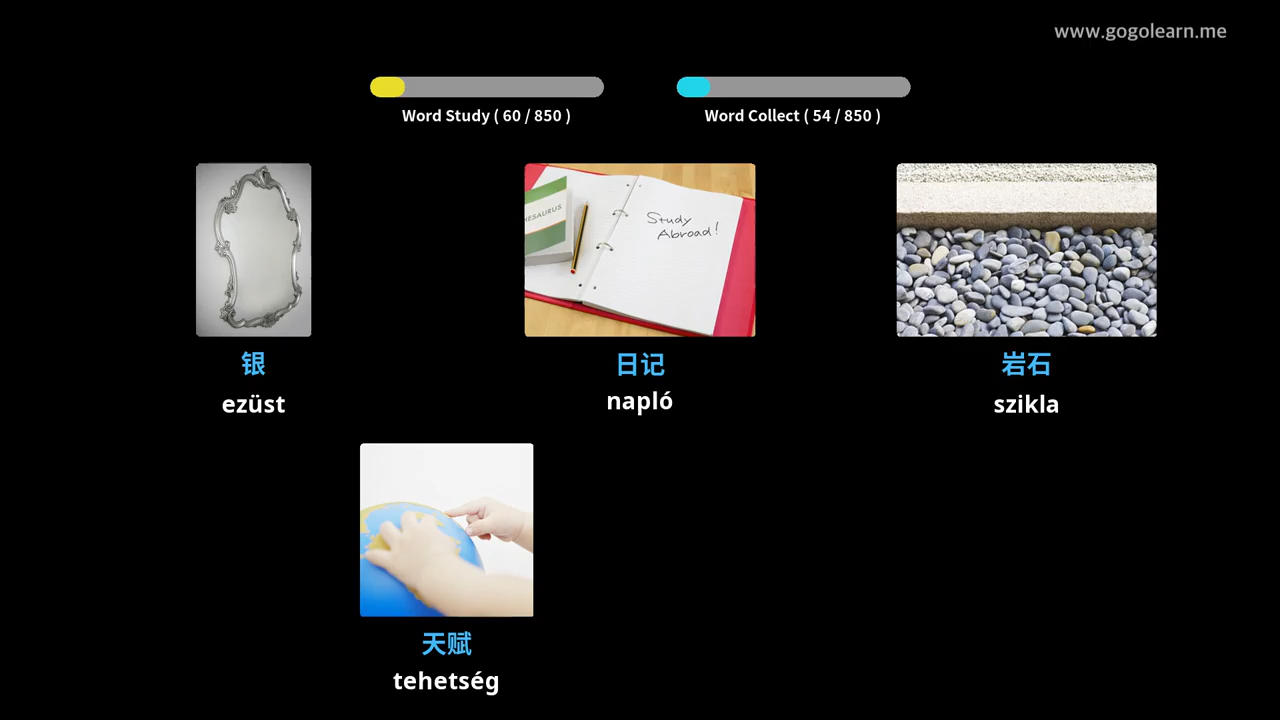 www.gogolearn.me
Word Study ( 60 / 850 )
Word Collect ( 54 / 850 )
HESAURUS
Study
Abroad!
银
ezüst
日记
napló
岩石
szikla
天赋
tehetség